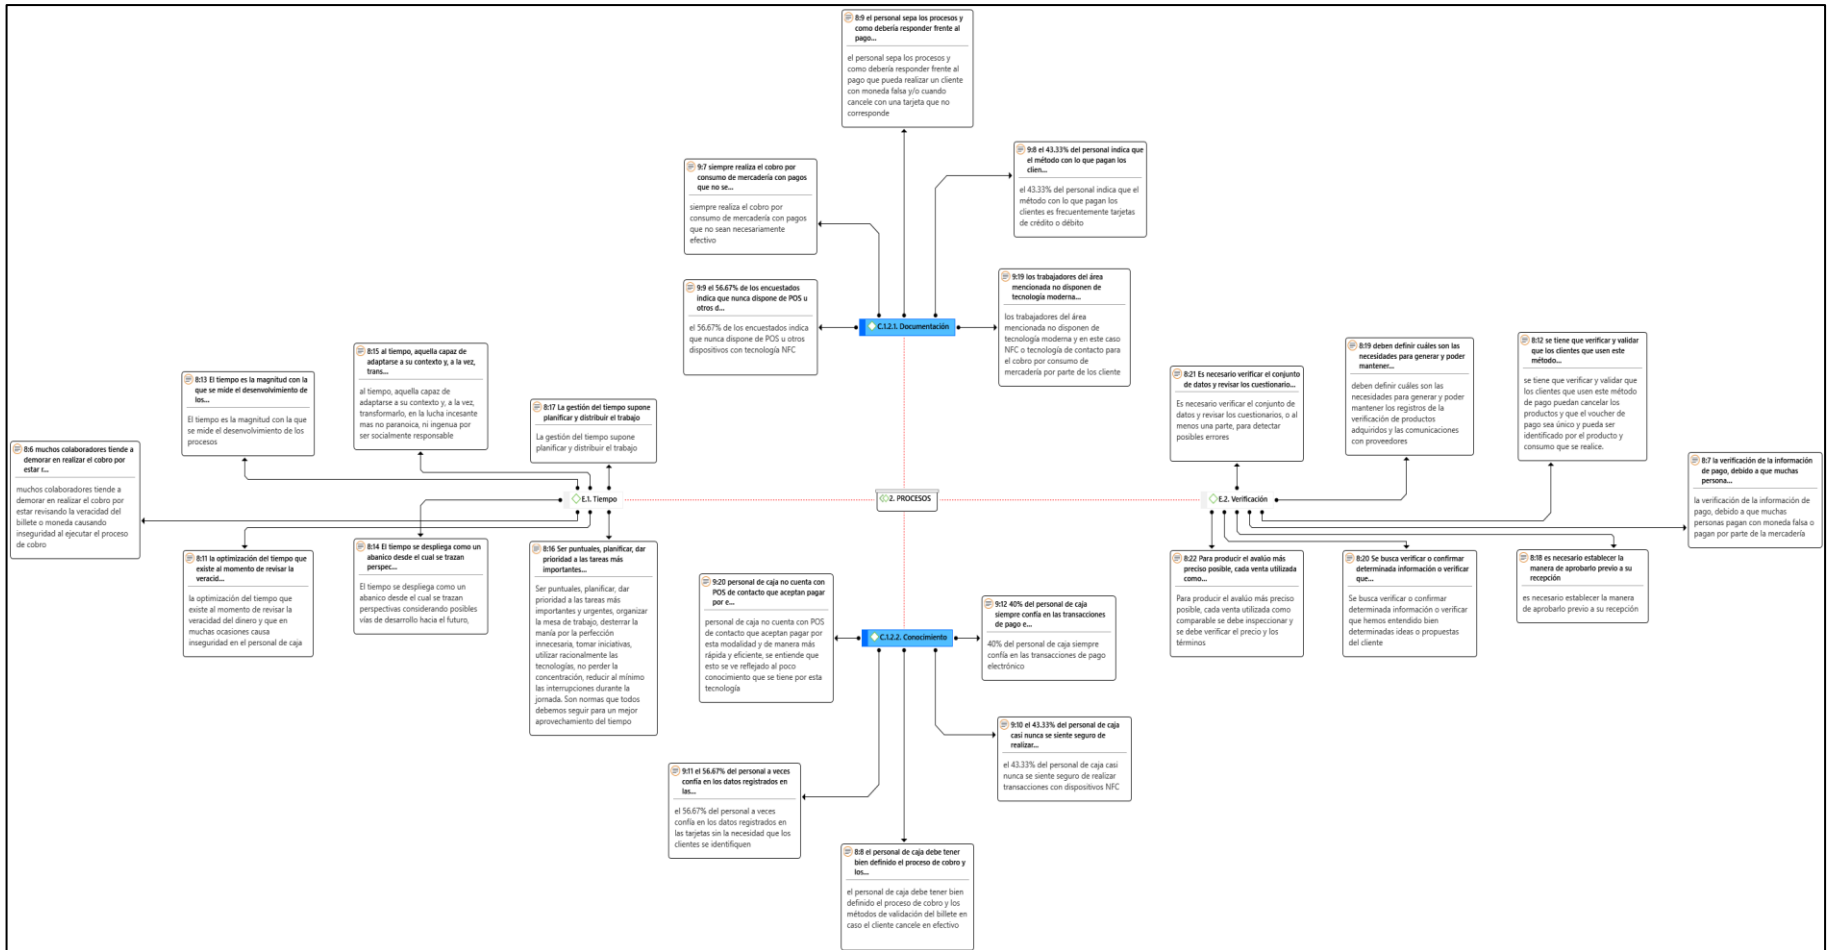 8:9 el personal sepa los procesos y
como debería responder frente al
pago...
el personal sepa los procesos y
como debería responder frente al
pago que pueda realizar un cliente
con moneda falsa y/o cuando
cancele con una tarjeta que no
corresponde
9:8 el 43.33% del personal indica que
el método con lo que pagan los
clien...
el 43.33% del personal indica que el
método con lo que pagan los
clientes es frecuentemente tarjetas
de crédito o débito
9:7 siempre realiza el cobro por
consumo de mercadería con pagos
que no se...
siempre realiza el cobro por
consumo de mercadería con pagos
que no sean necesariamente
efectivo
9:9 el 56.67% de los encuestados
indica que nunca dispone de POS u
otros d...
el 56.67% de los encuestados indica
que nunca dispone de POS u otros
dispositivos con tecnología NFC
C.1.2.1. Documentación
9:19 los trabajadores del área
mencionada no disponen de
tecnología moderna...
los trabajadores del área
mencionada no disponen de
tecnología moderna y en este caso
NFC o tecnología de contacto para
el cobro por consumo de
mercadería por parte de los cliente
8:13 El tiempo es la magnitud con la
que se mide el desenvolvimiento de
los...
El tiempo es la magnitud con la que
se mide el desenvolvimiento de los
procesos
8:15 al tiempo, aquella capaz de
adaptarse a su contexto y, a la vez,
trans...
al tiempo, aquella capaz de
adaptarse a su contexto y, a la vez,
transformarlo, en la lucha incesante
mas no paranoica, ni ingenua por
ser socialmente responsable
8:17 La gestión del tiempo supone
planificar y distribuir el trabajo
La gestión del tiempo supone
planificar y distribuir el trabajo
8:6 muchos colaboradores tiende a
demorar en realizar el cobro por
estar r...
muchos colaboradores tiende a
demorar en realizar el cobro por
estar revisando la veracidad del
billete o moneda causando
inseguridad al ejecutar el proceso
de cobro
E.1. Tiempo
2. PROCESOS
E.2. Verificación
8:21 Es necesario verificar el conjunto
de datos y revisar los cuestionario...
Es necesario verificar el conjunto de
datos y revisar los cuestionarios, o al
menos una parte, para detectar
posibles errores
8:19 deben definir cuáles son las
necesidades para generar y poder
mantener...
deben definir cuáles son las
necesidades para generar y poder
mantener los registros de la
verificación de productos
adquiridos y las comunicaciones
con proveedores
8:12 se tiene que verificar y validar
que los clientes que usen este
método...
se tiene que verificar y validar que
los clientes que usen este método
de pago puedan cancelar los
productos y que el voucher de
pago sea único y pueda ser
identificado por el producto y
consumo que se realice.
8:7 la verificación de la información
de pago, debido a que muchas
persona...
la verificación de la información de
pago, debido a que muchas
personas pagan con moneda falsa o
pagan por parte de la mercadería
8:11 la optimización del tiempo que
existe al momento de revisar la
veracid...
la optimización del tiempo que
existe al momento de revisar la
veracidad del dinero y que en
muchas ocasiones causa
inseguridad en el personal de caja
8:14 El tiempo se despliega como un
abanico desde el cual se trazan
perspec...
El tiempo se despliega como un
abanico desde el cual se trazan
perspectivas considerando posibles
vías de desarrollo hacia el futuro,
8:16 Ser puntuales, planificar, dar
prioridad a las tareas más
importantes...
Ser puntuales, planificar, dar
prioridad a las tareas más
importantes y urgentes, organizar
la mesa de trabajo, desterrar la
manía por la perfección
innecesaria, tomar iniciativas,
utilizar racionalmente las
tecnologías, no perder la
concentración, reducir al mínimo
las interrupciones durante la
jornada. Son normas que todos
debemos seguir para un mejor
aprovechamiento del tiempo
8:22 Para producir el avalúo más
preciso posible, cada venta utilizada
como...
Para producir el avalúo más preciso
posible, cada venta utilizada como
comparable se debe inspeccionar y
se debe verificar el precio y los
términos
8:20 Se busca verificar o confirmar
determinada información o verificar
que...
Se busca verificar o confirmar
determinada información o verificar
que hemos entendido bien
determinadas ideas o propuestas
del cliente
8:18 es necesario establecer la
manera de aprobarlo previo a su
recepción
es necesario establecer la manera
de aprobarlo previo a su recepción
9:20 personal de caja no cuenta con
POS de contacto que aceptan pagar
por e...
personal de caja no cuenta con POS
de contacto que aceptan pagar por
esta modalidad y de manera más
rápida y eficiente, se entiende que
esto se ve reflejado al poco
conocimiento que se tiene por esta
tecnología
C.1.2.2. Conocimiento
9:12 40% del personal de caja
siempre confía en las transacciones
de pago e...
40% del personal de caja siempre
confía en las transacciones de pago
electrónico
9:10 el 43.33% del personal de caja
casi nunca se siente seguro de
realizar...
el 43.33% del personal de caja casi
nunca se siente seguro de realizar
transacciones con dispositivos NFC
9:11 el 56.67% del personal a veces
confía en los datos registrados en
las...
el 56.67% del personal a veces
confía en los datos registrados en
las tarjetas sin la necesidad que los
clientes se identifiquen
8:8 el personal de caja debe tener
bien definido el proceso de cobro y
los...
el personal de caja debe tener bien
definido el proceso de cobro y los
métodos de validación del billete en
caso el cliente cancele en efectivo